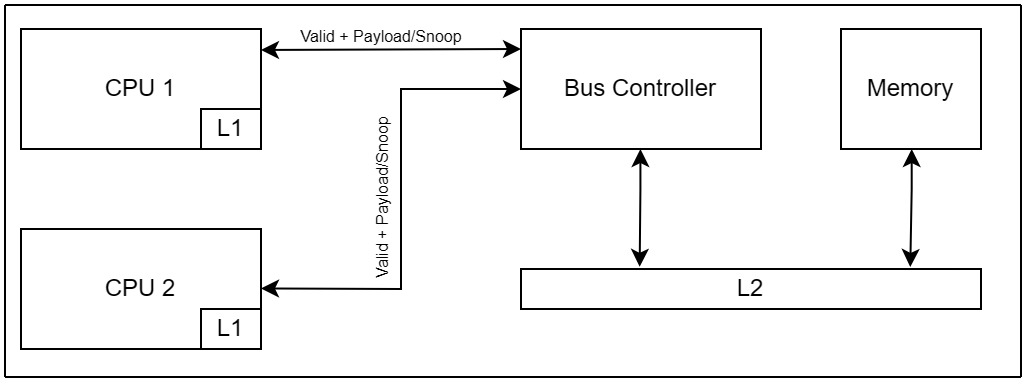 Valid + Payload/Snoop
CPU 1
L1
Bus Controller
Memory
Valid + Payload/Snoop
CPU 2
L1
L2